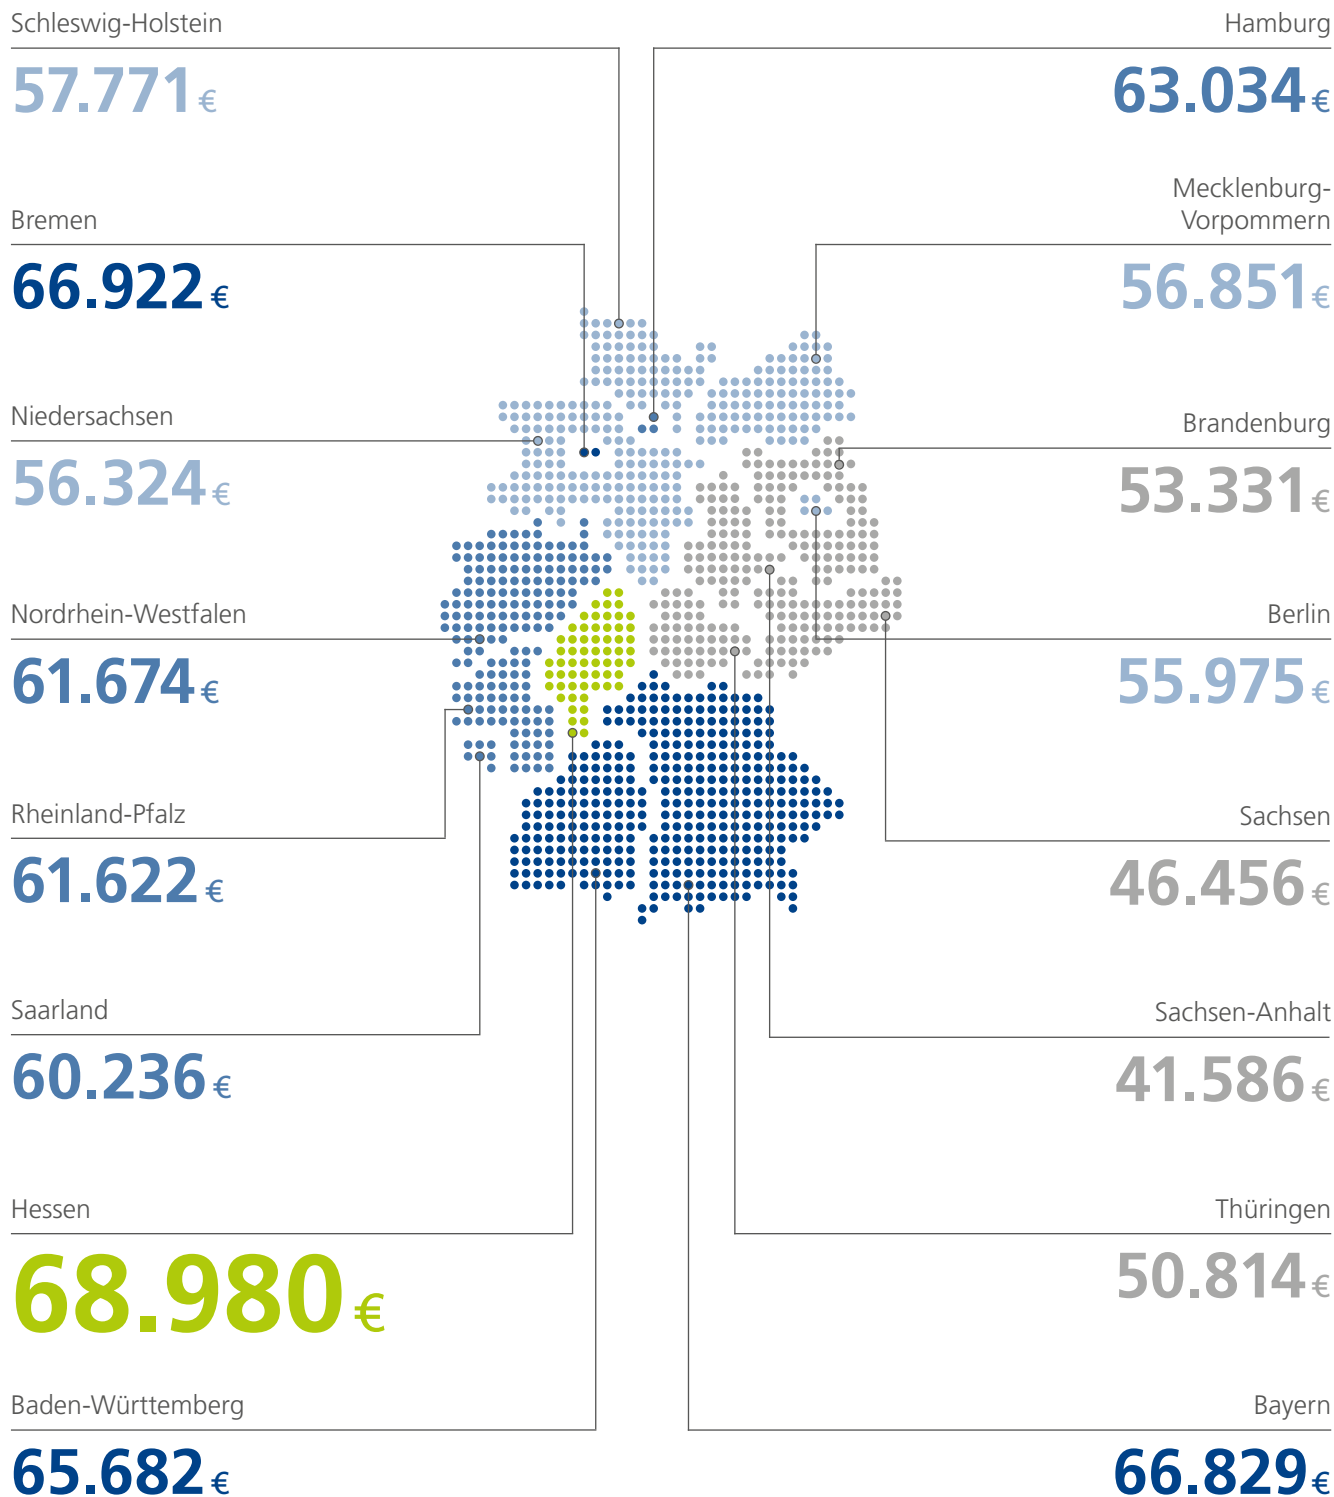 Schleswig-Holstein
57.771 €
Bremen
66.922 €
Niedersachsen
56.324 €
Nordrhein-Westfalen
61.674 €
Rheinland-Pfalz
61.622 €
Saarland
60.236 €
Hessen
68.980 €
Baden-Württemberg
65.682 €
Hamburg
63.034 €
Mecklenburg-
Vorpommern
56.851 €
Brandenburg
53.331 €
Berlin
55.975 €
Sachsen
46.456 €
Sachsen-Anhalt
41.586 €
Thüringen
50.814 €
Bayern
66.829 €